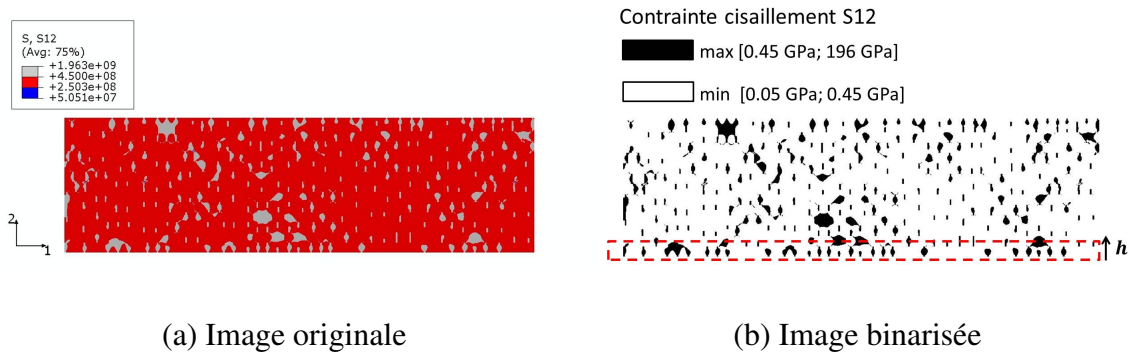 S, S12
(Avg: 75%)
+1.963e+09
+4.500e+08
+2.503e+08
+5.051e+07
2
1
Contrainte cisaillement S12
max [0.45 GPa; 196 GPa]
min [0.05 GPa; 0.45 GPa]
h
(a) Image originale
(b) Image binarisée